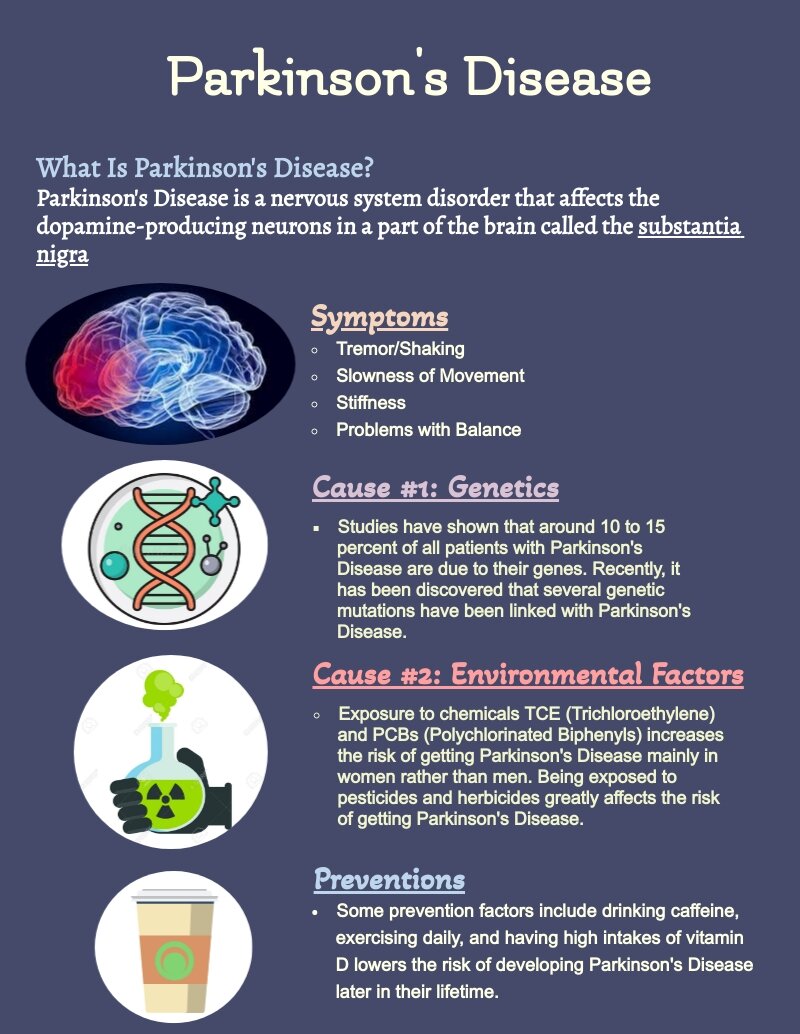 Parkinson's Disease
What Is Parkinson's Disease?
Parkinson's Disease is a nervous system disorder that affects the
dopamine-producing neurons in a part of the brain called the substantia
nigra
Symptoms
Tremor/Shaking
Slowness of Movement
Stiffness
Problems with Balance
Cause #1: Genetics
Studies have shown that around 10 to 15
percent of all patients with Parkinson's
Disease are due to their genes. Recently, it
has been discovered that several genetic
mutations have been linked with Parkinson's
Disease.
Cause #2: Environmental Factors
Exposure to chemicals TCE (Trichloroethylene)
and PCBs (Polychlorinated Biphenyls) increases
the risk of getting Parkinson's Disease mainly in
women rather than men. Being exposed to
pesticides and herbicides greatly affects the risk
of getting Parkinson's Disease.
Preventions
Some prevention factors include drinking caffeine,
exercising daily, and having high intakes of vitamin
D lowers the risk of developing Parkinson's Disease
later in their lifetime.